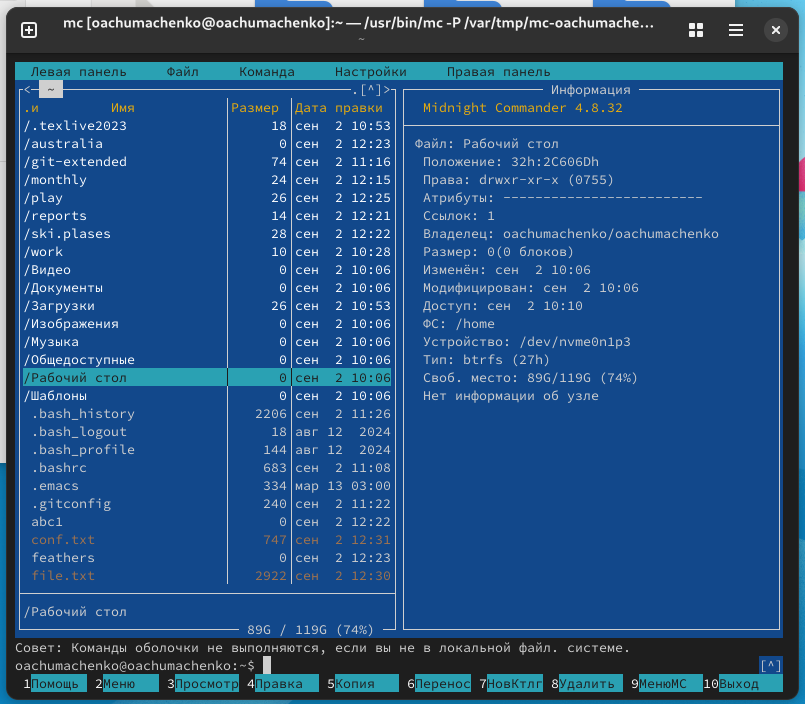 mc [oachumachenko@oachumachenko]:~ — /usr/bin/mc -P /var/tmp/mc-oachumache…
~
Левая панель Файл Команда Настройки Правая панель
<─ ~ .[^]>
.и Имя Размер Дата правки
/.texlive2023 18 сен 2 10:53
/australia 0 сен 2 12:23
/git-extended 74 сен 2 11:16
/monthly 24 сен 2 12:15
/play 26 сен 2 12:25
/reports 14 сен 2 12:21
/ski.plases 28 сен 2 12:22
/work 10 сен 2 10:28
/Видео 0 сен 2 10:06
/Документы 0 сен 2 10:06
/Загрузки 26 сен 2 10:53
/Изображения 0 сен 2 10:06
/Музыка 0 сен 2 10:06
/Общедоступные 0 сен 2 10:06
/Рабочий стол 0 сен 2 10:06
/Шаблоны 0 сен 2 10:06
.bash_history 2206 сен 2 11:26
.bash_logout 18 авг 12 2024
.bash_profile 144 авг 12 2024
.bashrc 683 сен 2 11:08
.emacs 334 мар 13 03:00
.gitconfig 240 сен 2 11:22
abc1 0 сен 2 12:22
conf.txt 747 сен 2 12:31
feathers 0 сен 2 12:23
file.txt 2922 сен 2 12:30
/Рабочий стол
89G / 119G (74%)
Информация
Midnight Commander 4.8.32
Файл: Рабочий стол
Положение: 32h:2C606Dh
Права: drwxr-xr-x (0755)
Атрибуты: -------------------------
Ссылок: 1
Владелец: oachumachenko/oachumachenko
Размер: 0(0 блоков)
Изменён: сен 2 10:06
Модифицирован: сен 2 10:06
Доступ: сен 2 10:10
ФС: /home
Устройство: /dev/nvme0n1p3
Тип: btrfs (27h)
Своб. место: 89G/119G (74%)
Нет информации об узле
Совет: Команды оболочки не выполняются, если вы не в локальной файл. системе.
oachumachenko@oachumachenko:~$ [^]
1Помощь 2Меню 3Просмотр 4Правка 5Копия 6Перенос 7НовКтлг 8Удалить 9МенюMC 10Выход